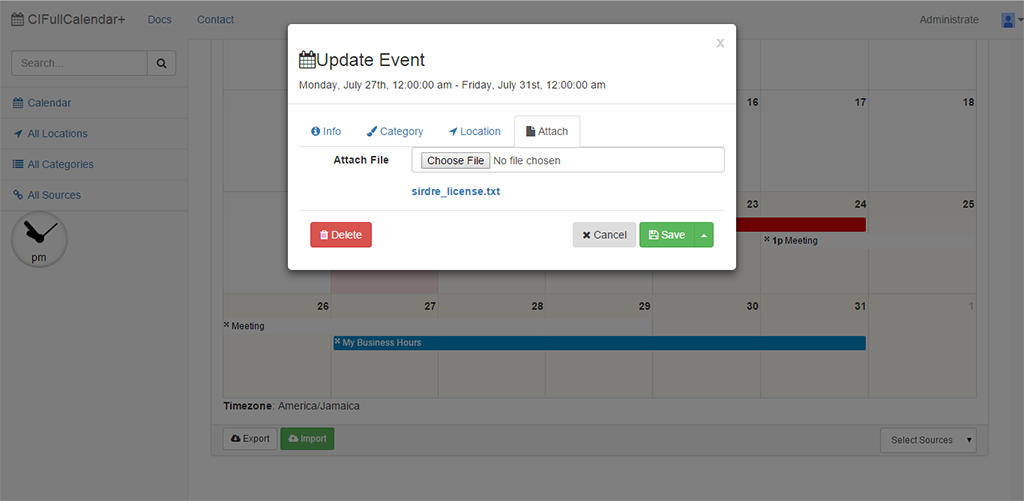 CIFullCalendar+ Docs Contact Administrate
Search...
Calendar
All Locations
All Categories
All Sources
pm
x
Update Event
Monday, July 27th, 12:00:00 am - Friday, July 31st, 12:00:00 am
Info Category Location Attach
Attach File Choose File No file chosen
sirdre_license.txt
Delete Cancel Save
16 17 18
23 24 25
1p Meeting
26 27 28 29 30 31 1
Meeting
My Business Hours
Timezone: America/Jamaica
Export Import Select Sources